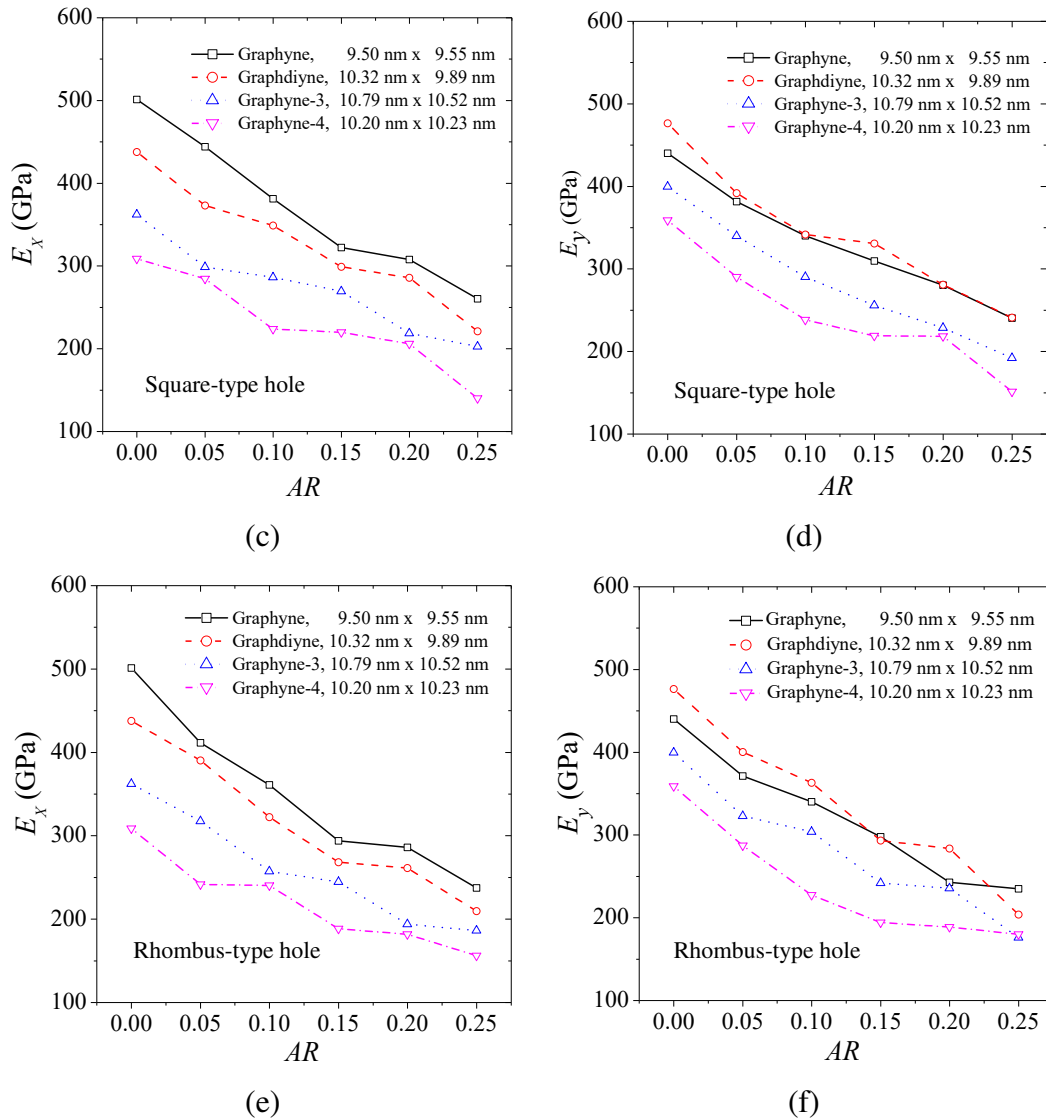 600
500
400
300
200
100
E_x (GPa)
Graphyne, 9.50 nm x 9.55 nm
Graphdiyne, 10.32 nm x 9.89 nm
Graphyne-3, 10.79 nm x 10.52 nm
Graphyne-4, 10.20 nm x 10.23 nm
Square-type hole
0.00 0.05 0.10 0.15 0.20 0.25
AR
(c)
600
500
400
300
200
100
E_y (GPa)
Graphyne, 9.50 nm x 9.55 nm
Graphdiyne, 10.32 nm x 9.89 nm
Graphyne-3, 10.79 nm x 10.52 nm
Graphyne-4, 10.20 nm x 10.23 nm
Square-type hole
0.00 0.05 0.10 0.15 0.20 0.25
AR
(d)
600
500
400
300
200
100
E_x (GPa)
Graphyne, 9.50 nm x 9.55 nm
Graphdiyne, 10.32 nm x 9.89 nm
Graphyne-3, 10.79 nm x 10.52 nm
Graphyne-4, 10.20 nm x 10.23 nm
Rhombus-type hole
0.00 0.05 0.10 0.15 0.20 0.25
AR
(e)
600
500
400
300
200
100
E_y (GPa)
Graphyne, 9.50 nm x 9.55 nm
Graphdiyne, 10.32 nm x 9.89 nm
Graphyne-3, 10.79 nm x 10.52 nm
Graphyne-4, 10.20 nm x 10.23 nm
Rhombus-type hole
0.00 0.05 0.10 0.15 0.20 0.25
AR
(f)